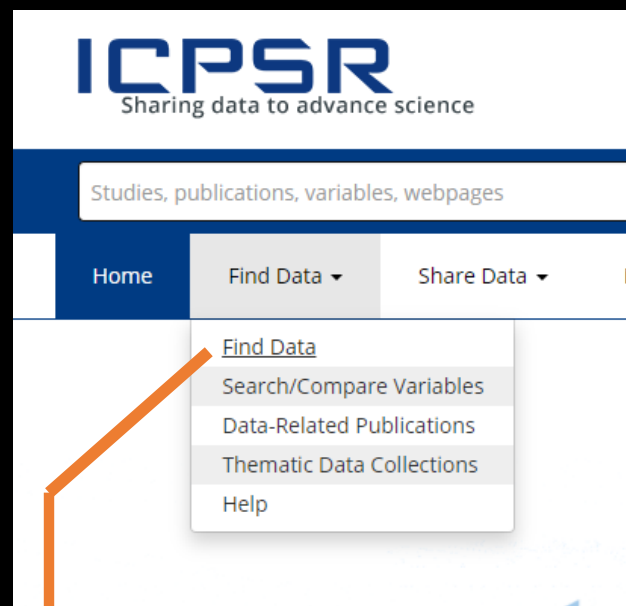 ICPSR
Sharing data to advance science
Studies, publications, variables, webpages
Home Find Data Share Data
Find Data
Search/Compare Variables
Data-Related Publications
Thematic Data Collections
Help